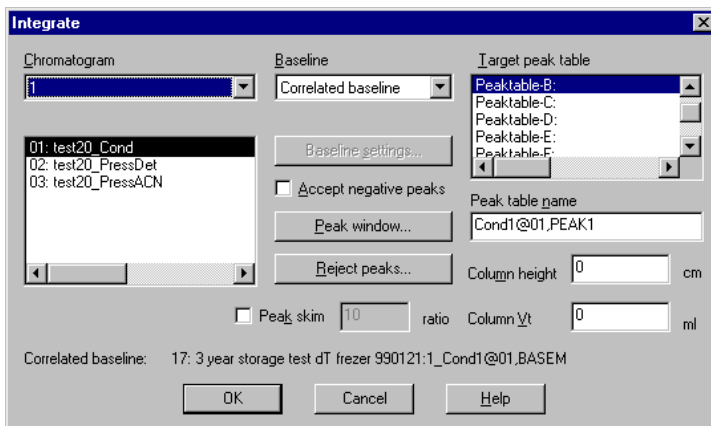 Integrate
Chromatogram
1
01: test20_Cond
02: test20_PressDet
03: test20_PressACN
Baseline
Correlated baseline
Baseline settings...
Accept negative peaks
Peak window...
Reject peaks...
Peak skim 10 ratio
Target peak table
Peaktable-B:
Peaktable-C:
Peaktable-D:
Peaktable-E:
Peaktable-F:
Peak table name
Cond1@01,PEAK1
Column height 0 cm
Column Vt 0 ml
Correlated baseline: 17: 3 year storage test dT frezer 990121:1_Cond1@01,BASEM
OK Cancel Help